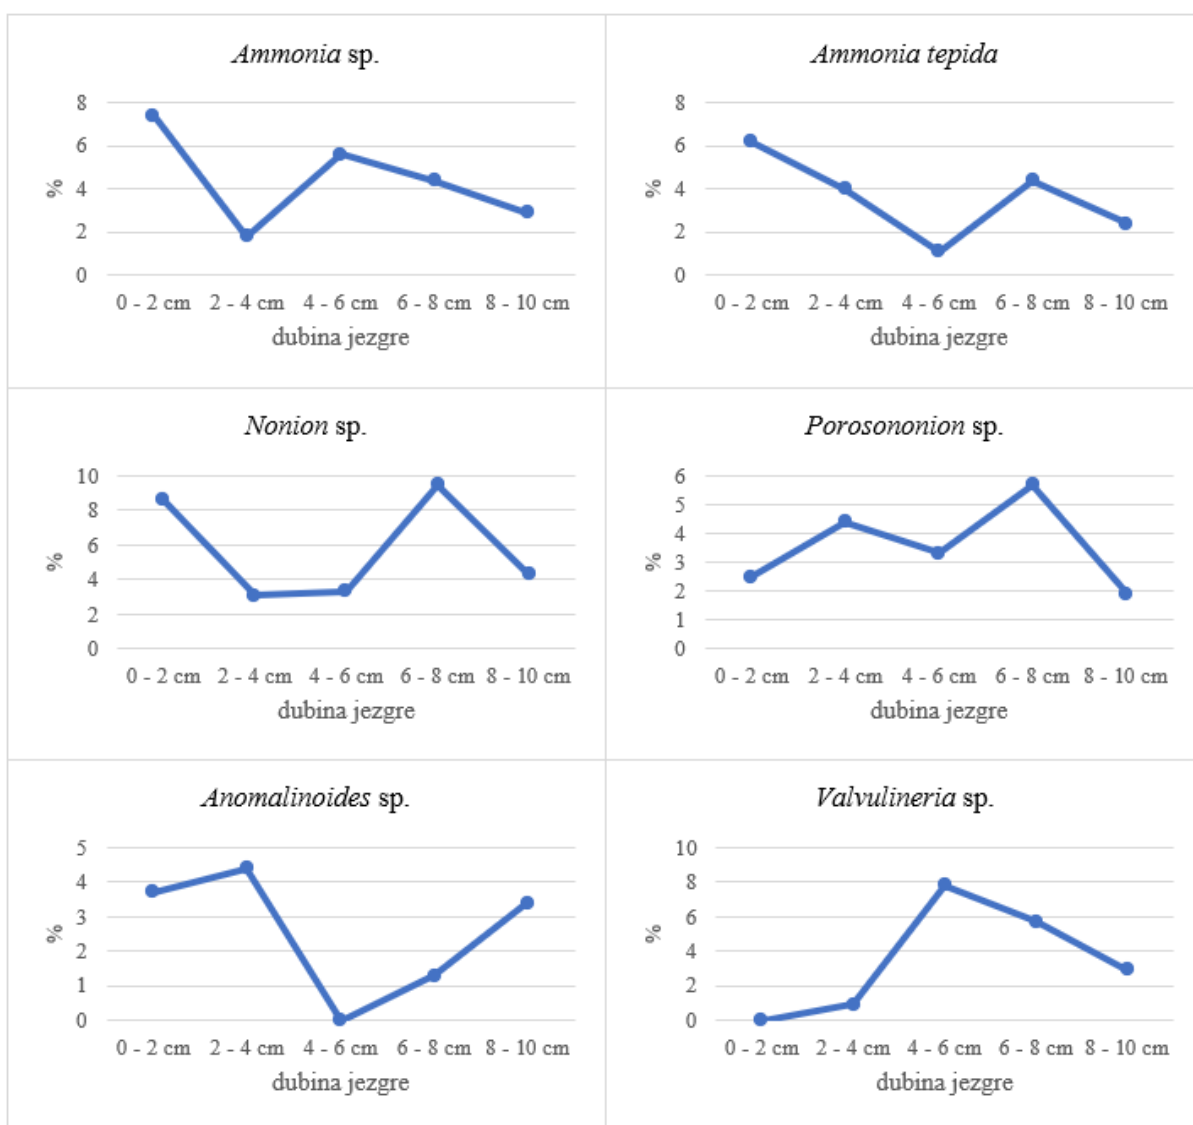 Ammonia sp.
8
6
4
2
0
%
0 - 2 cm 2 - 4 cm 4 - 6 cm 6 - 8 cm 8 - 10 cm
dubina jezgre
Ammonia tepida
8
6
4
2
0
%
0 - 2 cm 2 - 4 cm 4 - 6 cm 6 - 8 cm 8 - 10 cm
dubina jezgre
Nonion sp.
10
8
6
4
2
0
%
0 - 2 cm 2 - 4 cm 4 - 6 cm 6 - 8 cm 8 - 10 cm
dubina jezgre
Porosononion sp.
6
5
4
3
2
1
0
%
0 - 2 cm 2 - 4 cm 4 - 6 cm 6 - 8 cm 8 - 10 cm
dubina jezgre
Anomalinoides sp.
5
4
3
2
1
0
%
0 - 2 cm 2 - 4 cm 4 - 6 cm 6 - 8 cm 8 - 10 cm
dubina jezgre
Valvulineria sp.
10
8
6
4
2
0
%
0 - 2 cm 2 - 4 cm 4 - 6 cm 6 - 8 cm 8 - 10 cm
dubina jezgre